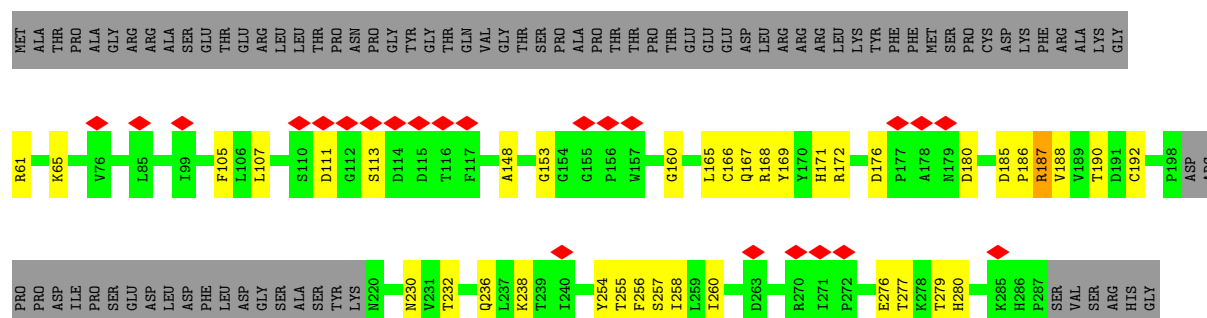 MET ALA THR PRO ALA GLY ARG ARG ALA SER GLU THR GLU ARG LEU LEU THR PRO ASN PRO GLY TYR GLY THR GLN VAL GLY THR SER PRO ALA PRO THR THR PRO THR GLU GLU GLU ASP LEU ARG ARG ARG LEU LYS TYR PHE PHE MET SER PRO CYS ASP LYS PHE ARG ALA LYS GLY
R61 K65 V76 L85 I99 F105 L106 L107 S110 D111 G112 S113 D114 D115 T116 F117 A148 G153 G154 G155 P156 W157 G160 L165 C166 Q167 R168 Y169 Y170 H171 R172 D176 P177 A178 N179 D180 D185 P186 R187 V188 V189 T190 D191 C192 P198 ASP
PRO PRO ASP ILE PRO SER GLU ASP LEU ASP PHE LEU ASP GLY SER ALA SER TYR LYS N220 N230 V231 T232 Q236 L237 K238 T239 I240 Y254 T255 F256 S257 I258 L259 I260 D263 R270 I271 P272 E276 T277 K278 T279 H280 K285 H286 P287 SER VAL SER ARG HIS GLY